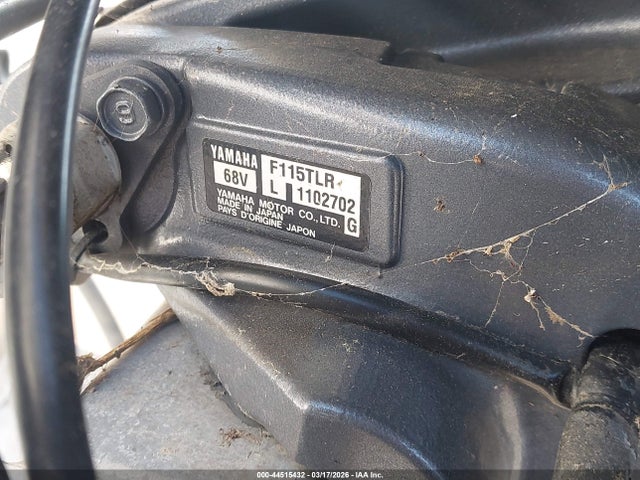 YAMAHA F115TLR
68V L 1102702
YAMAHA MOTOR CO., LTD.
MADE IN JAPAN
PAYS D'ORIGINE JAPON G
8
000-44515432 | 03/17/2026 | IAA Inc.